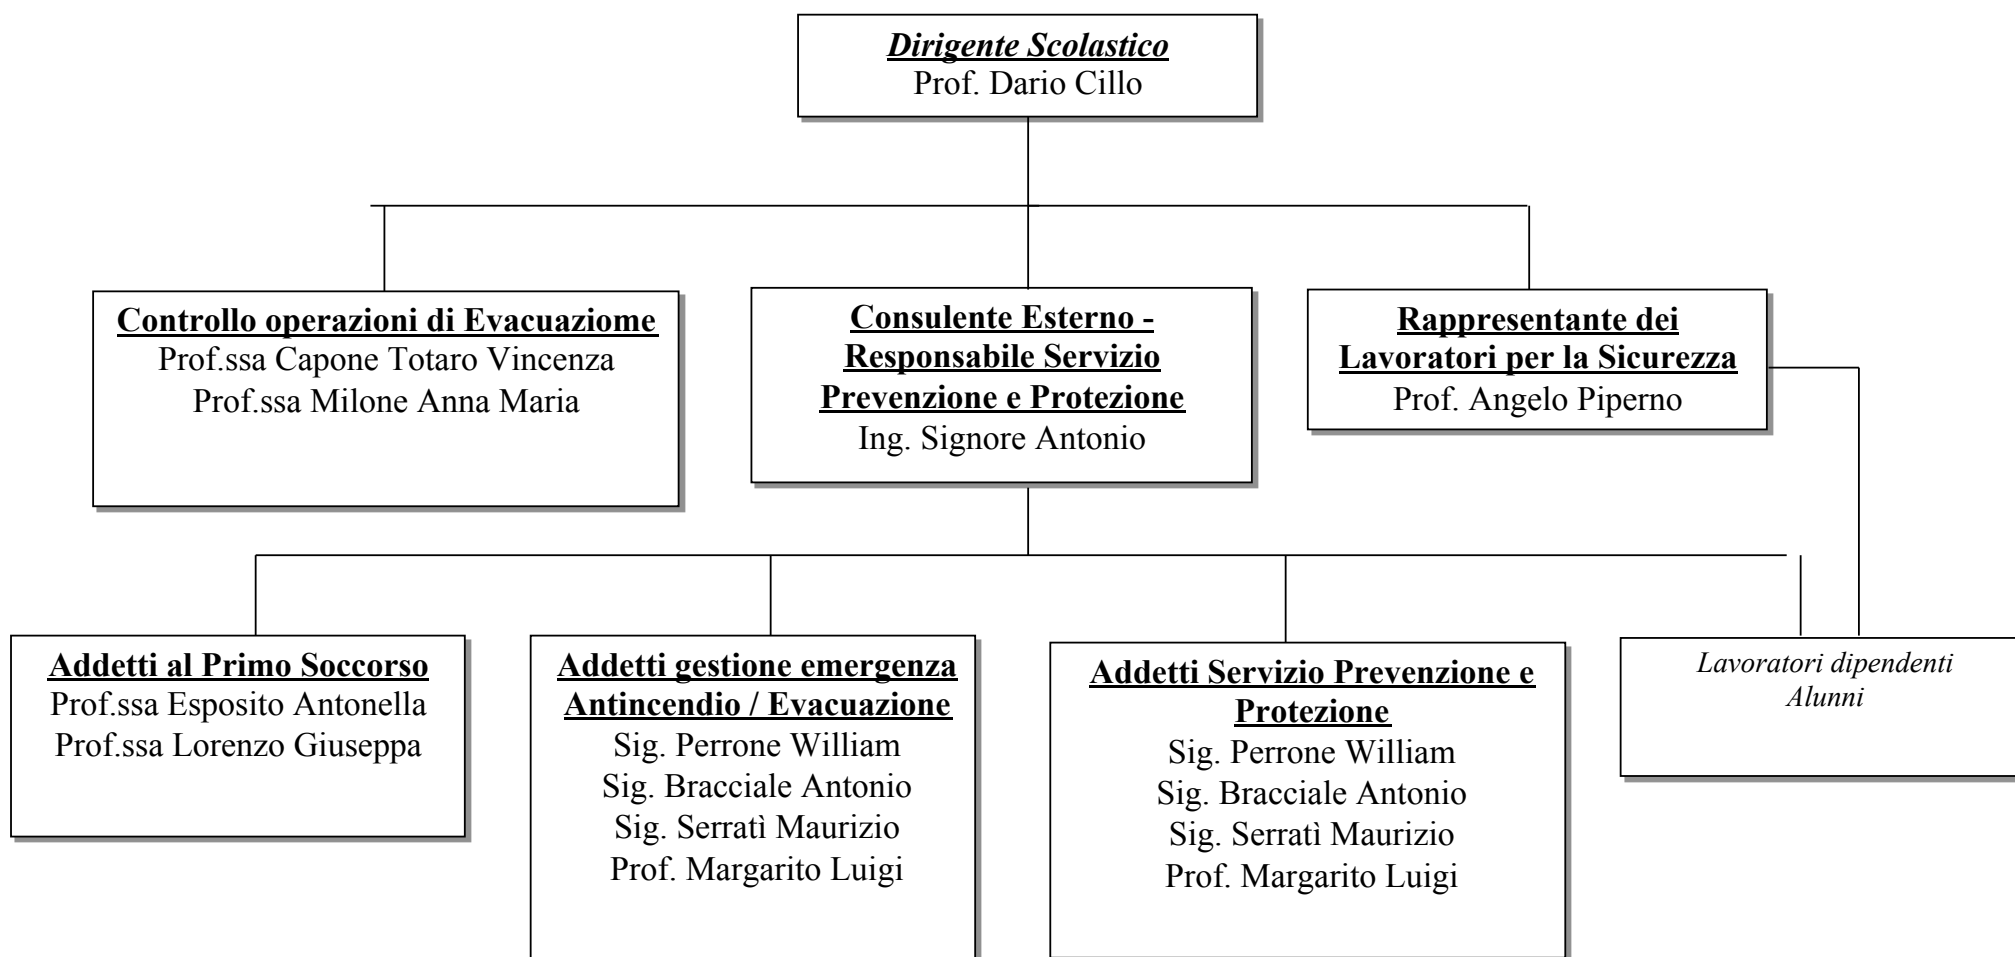 Dirigente Scolastico
Prof. Dario Cillo
Controllo operazioni di Evacuaziome
Prof.ssa Capone Totaro Vincenza
Prof.ssa Milone Anna Maria
Consulente Esterno -
Responsabile Servizio
Prevenzione e Protezione
Ing. Signore Antonio
Rappresentante dei
Lavoratori per la Sicurezza
Prof. Angelo Piperno
Addetti al Primo Soccorso
Prof.ssa Esposito Antonella
Prof.ssa Lorenzo Giuseppa
Addetti gestione emergenza
Antincendio / Evacuazione
Sig. Perrone William
Sig. Bracciale Antonio
Sig. Serratì Maurizio
Prof. Margarito Luigi
Addetti Servizio Prevenzione e
Protezione
Sig. Perrone William
Sig. Bracciale Antonio
Sig. Serratì Maurizio
Prof. Margarito Luigi
Lavoratori dipendenti
Alunni